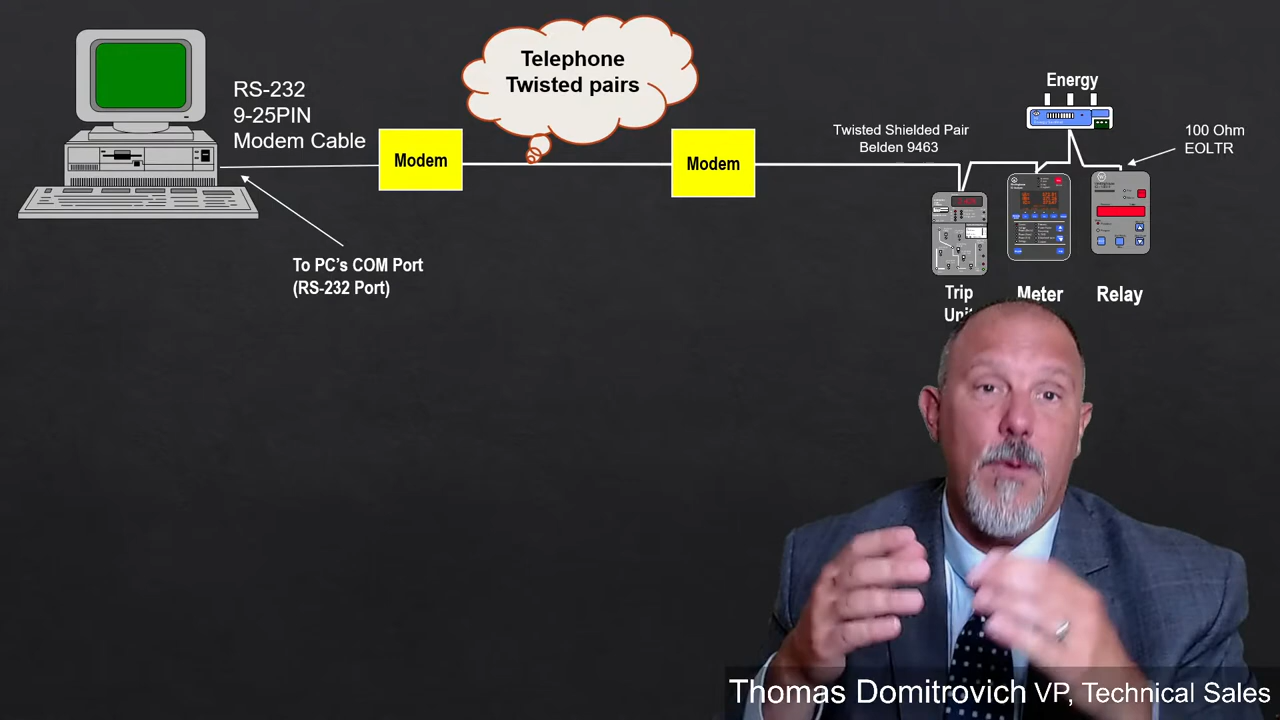 Telephone
Twisted pairs
Energy
RS-232
9-25PIN
Modem Cable
Modem
Modem
Twisted Shielded Pair
Belden 9463
100 Ohm
EOLTR
To PC's COM Port
(RS-232 Port)
Trip
Unit
Meter
Relay
Thomas Domitrovich VP, Technical Sales